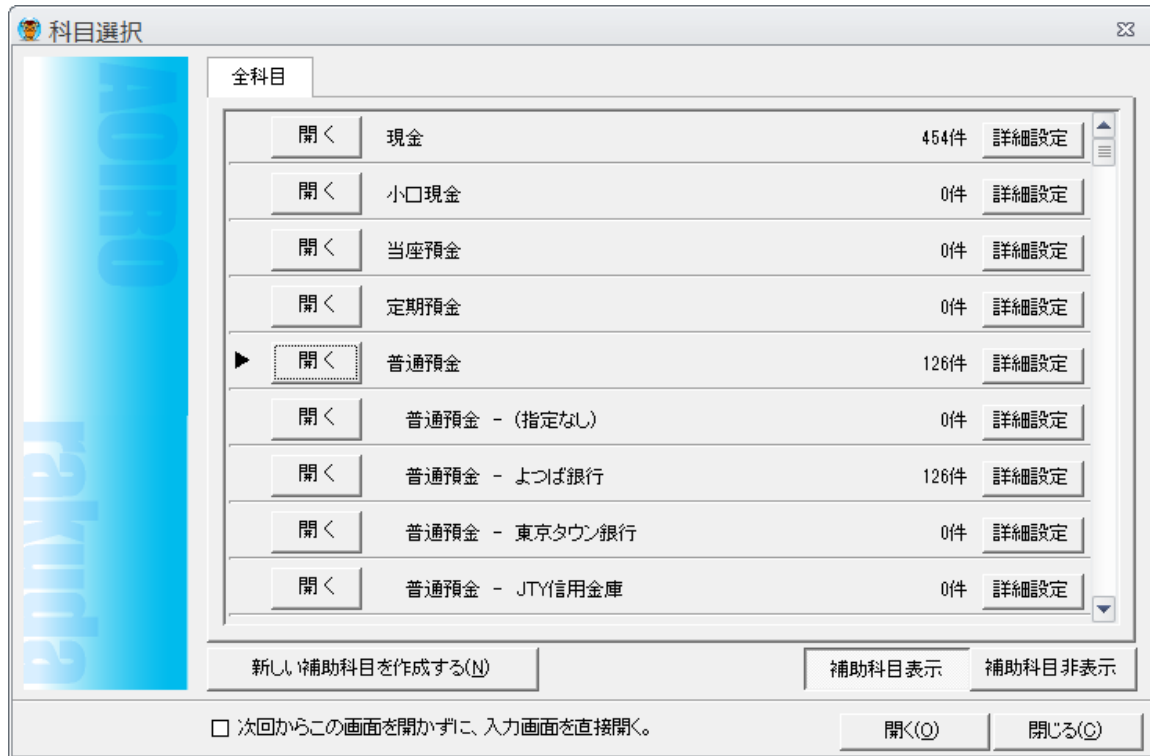 科目選択
AOIRO
rakuda
全科目
開く 現金 454件 詳細設定
開く 小口現金 0件 詳細設定
開く 当座預金 0件 詳細設定
開く 定期預金 0件 詳細設定
▶ 開く 普通預金 126件 詳細設定
開く 普通預金 - (指定なし) 0件 詳細設定
開く 普通預金 - よつば銀行 126件 詳細設定
開く 普通預金 - 東京タウン銀行 0件 詳細設定
開く 普通預金 - JTY信用金庫 0件 詳細設定
新しい補助科目を作成する(N) 補助科目表示 補助科目非表示
次回からこの画面を開かずに、入力画面を直接開く。 開く(O) 閉じる(C)